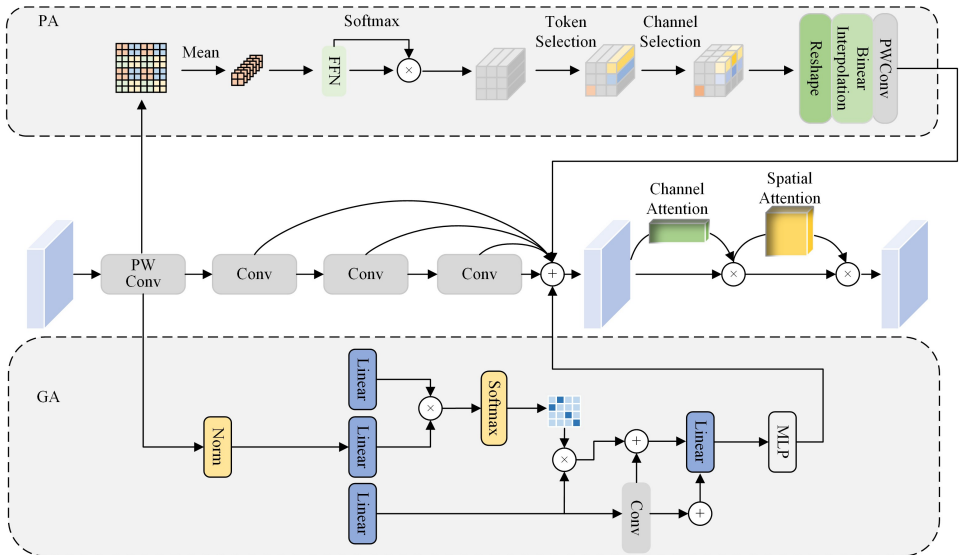 PA
Softmax
Mean
FFN
×
Token
Selection
Channel
Selection
Reshape
Binear
Interpolation
PWConv
Channel
Attention
Spatial
Attention
PW
Conv
Conv
Conv
Conv
+
×
×
GA
Norm
Linear
Linear
Linear
×
Softmax
×
+
Conv
+
Linear
MLP